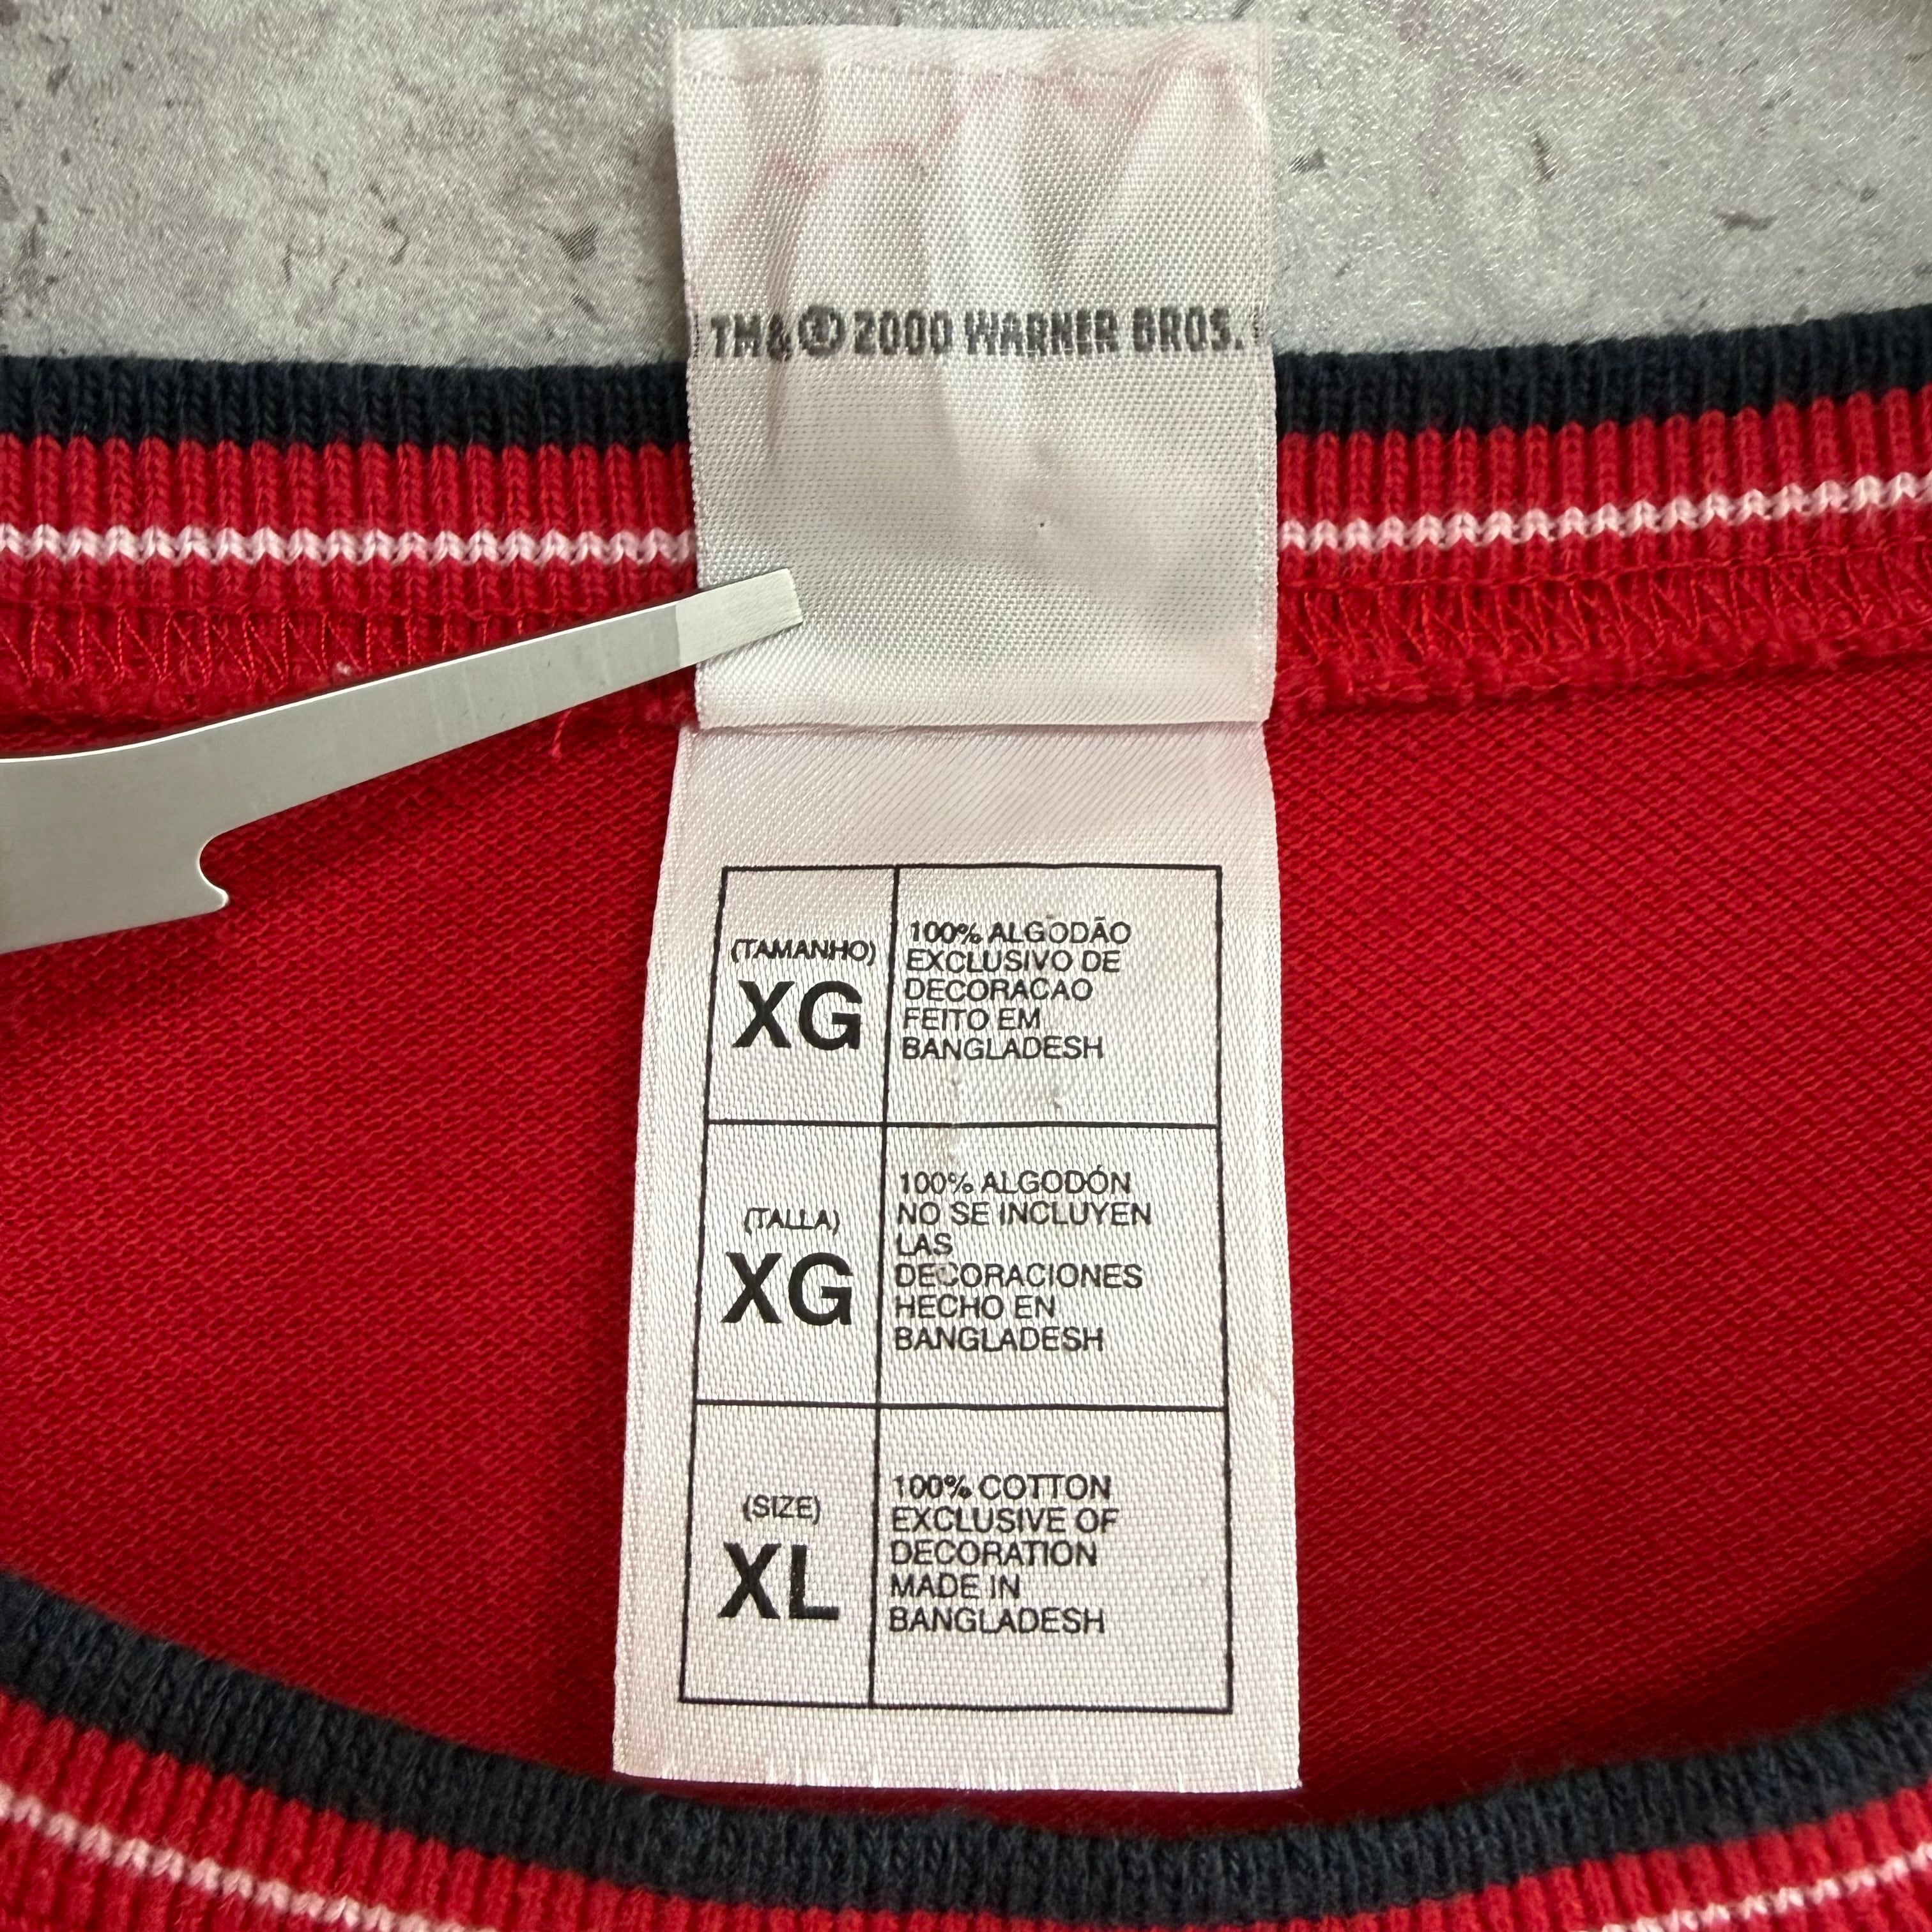 TM & © 2000 WARNER BROS.
(TAMANHO)
XG
100% ALGODÃO
EXCLUSIVO DE
DECORACAO
FEITO EM
BANGLADESH
(TALLA)
XG
100% ALGODÓN
NO SE INCLUYEN
LAS
DECORACIONES
HECHO EN
BANGLADESH
(SIZE)
XL
100% COTTON
EXCLUSIVE OF
DECORATION
MADE IN
BANGLADESH